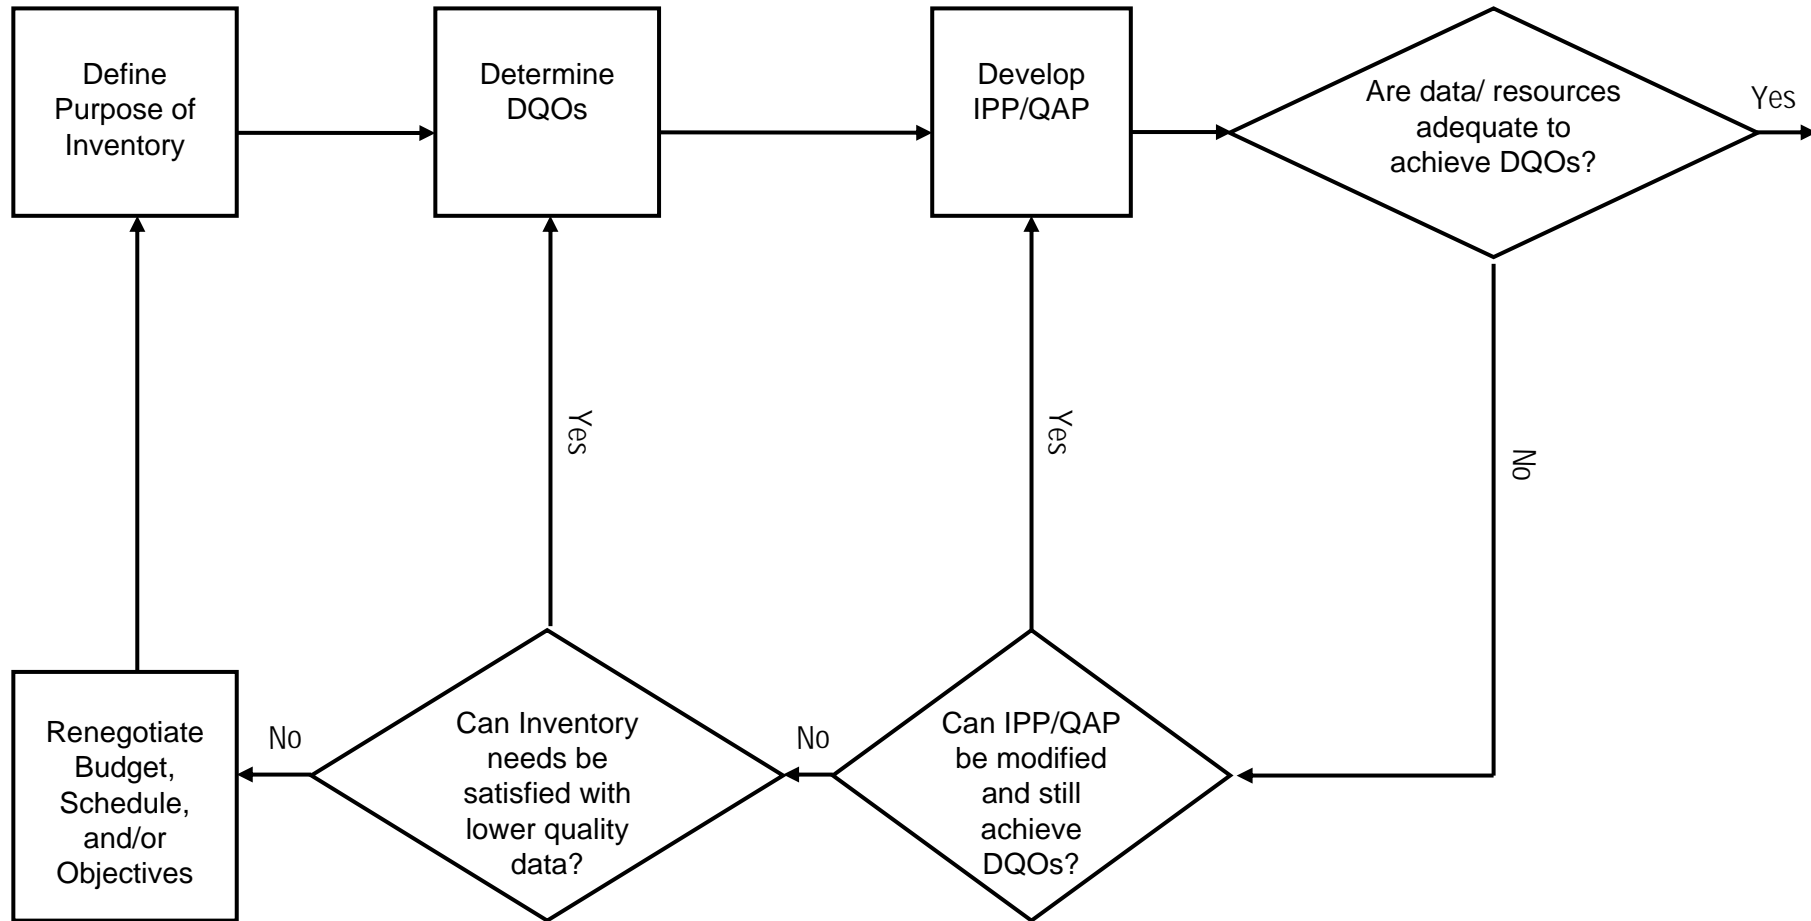 Define
Purpose of
Inventory
Determine
DQOs
Develop
IPP/QAP
Are data/ resources
adequate to
achieve DQOs?
Yes
Yes
Yes
No
Renegotiate
Budget,
Schedule,
and/or
Objectives
No
Can Inventory
needs be
satisfied with
lower quality
data?
No
Can IPP/QAP
be modified
and still
achieve
DQOs?